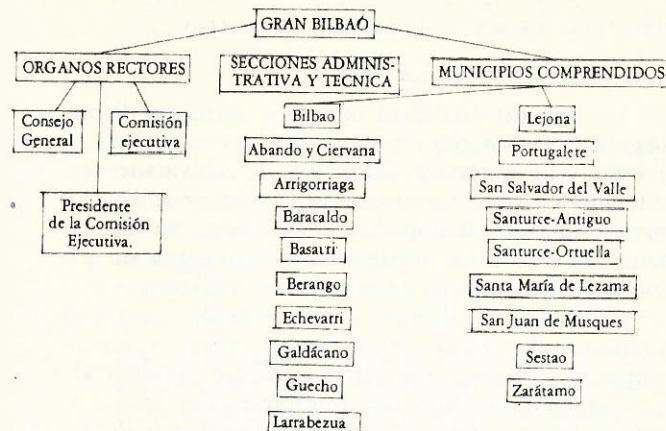 GRAN BILBAO
ORGANOS RECTORES
SECCIONES ADMINIS-
TRATIVA Y TECNICA
MUNICIPIOS COMPRENDIDOS
Consejo
General
Comisión
ejecutiva
Presidente
de la Comisión
Ejecutiva.
Bilbao
Abando y Ciervana
Arrigorriaga
Baracaldo
Basauri
Berango
Echevarri
Galdácano
Guecho
Larrabezua
Lejona
Portugalete
San Salvador del Valle
Santurce-Antiguo
Santurce-Ortuella
Santa María de Lezama
San Juan de Musques
Sestao
Zarátamo